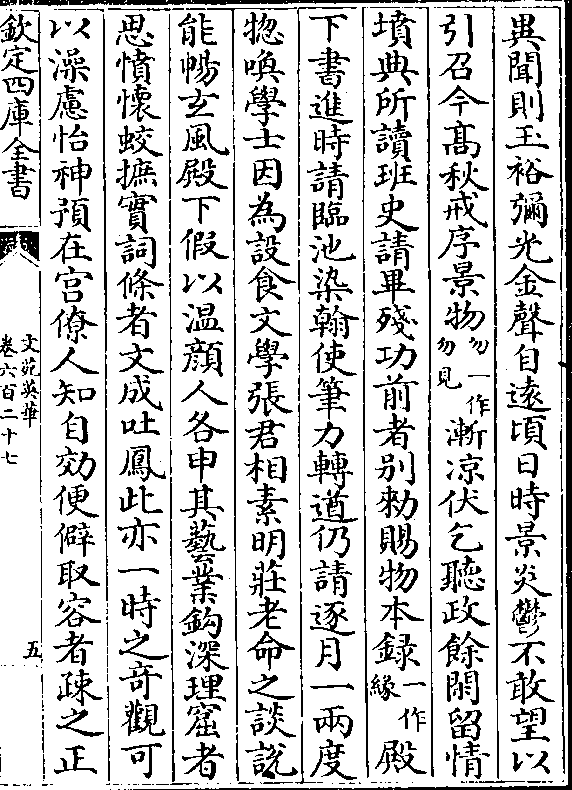 異聞則玉裕彌光金聲自遠頃日時景炎鬱不敢望以
引召今髙秋戒序景物勿一作勿見漸凉伏乞聽政餘閑留情
墳典所讀班史請畢殘功前者别勅賜物本録一作緣殿
下書進時請臨池染翰使筆力轉遒仍請逐月一兩度
揔喚學士因為設食文學張君相素明莊老命之談說
能暢玄風殿下假以温顔人各申其藝業鈎深理窟者
思憤懷蛟摭實詞條者文成吐鳳此亦一時之竒觀可
以澡慮怡神預在宫僚人知自効便僻取容者疎之正
欽定四庫全書
文苑英華
卷六百二十七
五